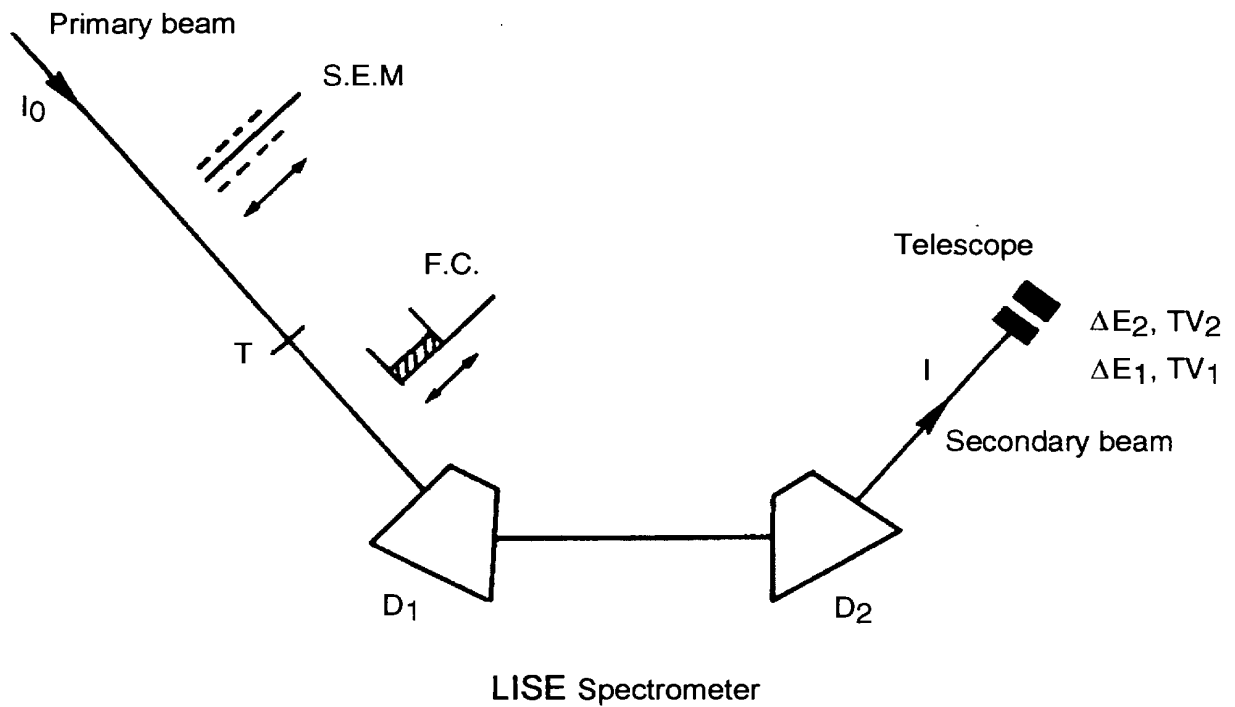 Primary beam
I0
S.E.M
F.C.
T
Telescope
ΔE2, TV2
ΔE1, TV1
I
Secondary beam
D1
D2
LISE Spectrometer